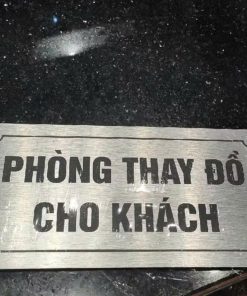 PHÒNG THAY ĐỒ
CHO KHÁCH